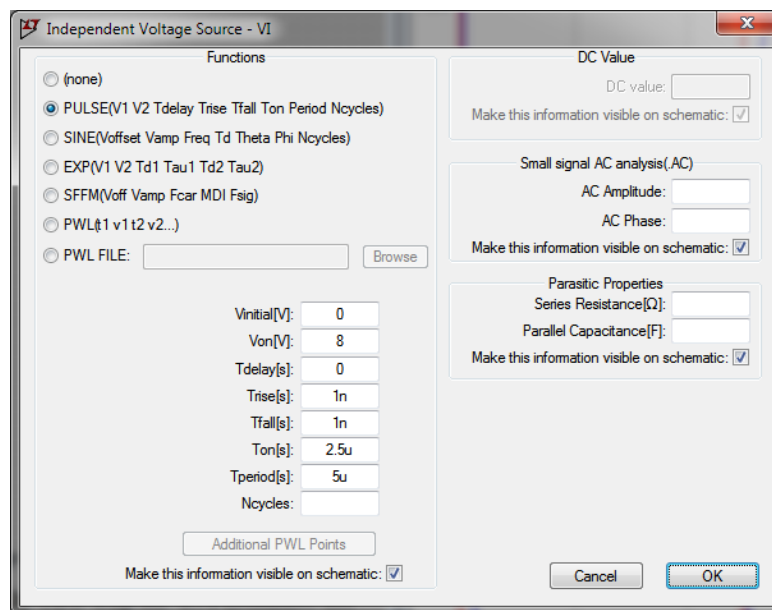 Independent Voltage Source - VI
Functions
(none)
PULSE(V1 V2 Tdelay Trise Tfall Ton Period Ncycles)
SINE(Voffset Vamp Freq Td Theta Phi Ncycles)
EXP(V1 V2 Td1 Tau1 Td2 Tau2)
SFFM(Voff Vamp Fcar MDI Fsig)
PWL(t1 v1 t2 v2...)
PWL FILE: Browse
Vinitial[V]: 0
Von[V]: 8
Tdelay[s]: 0
Trise[s]: 1n
Tfall[s]: 1n
Ton[s]: 2.5u
Tperiod[s]: 5u
Ncycles:
Additional PWL Points
Make this information visible on schematic:
DC Value
DC value:
Make this information visible on schematic:
Small signal AC analysis(.AC)
AC Amplitude:
AC Phase:
Make this information visible on schematic:
Parasitic Properties
Series Resistance[Ω]:
Parallel Capacitance[F]:
Make this information visible on schematic:
Cancel OK